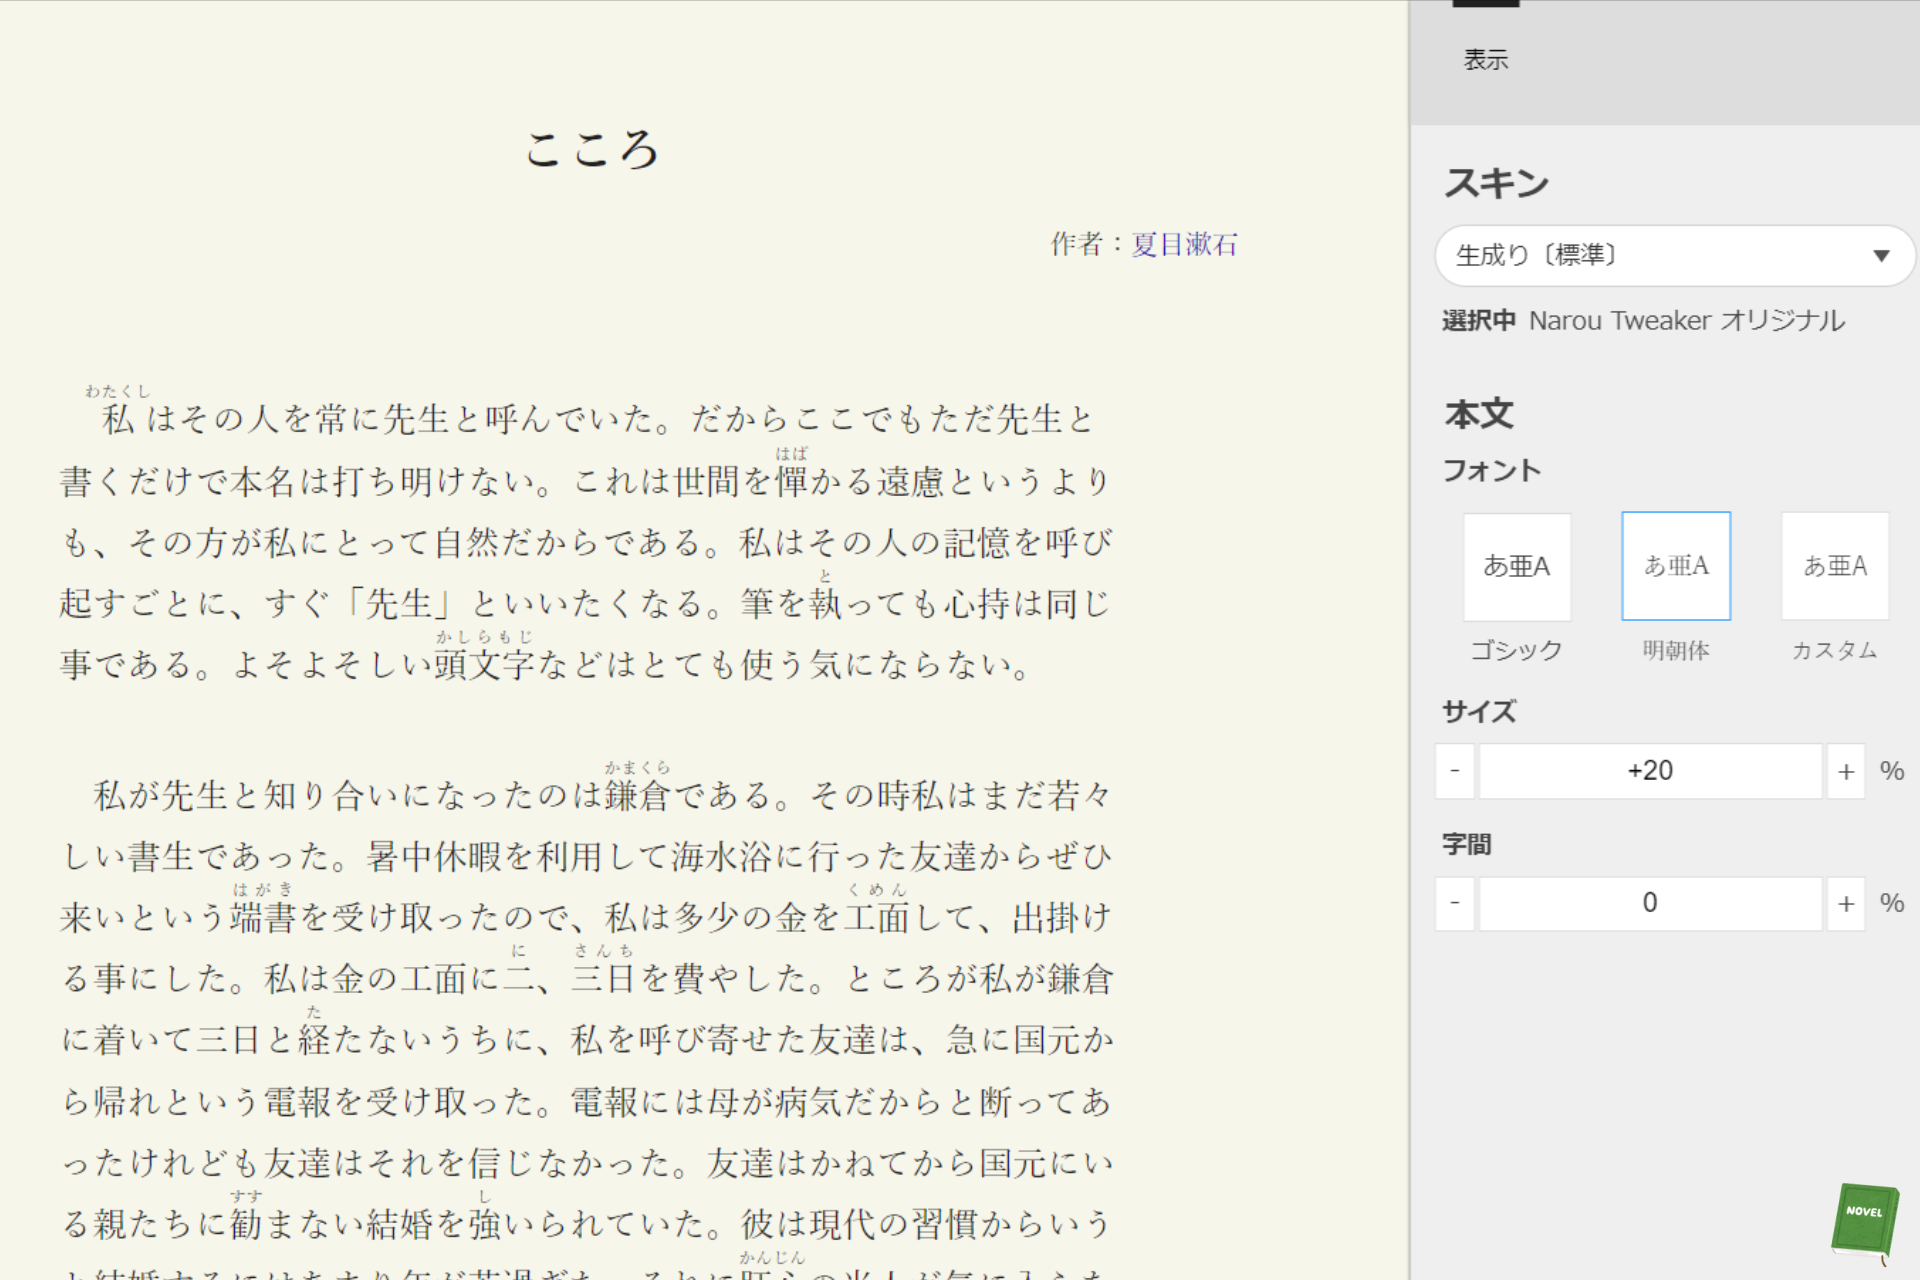 こころ
作者：夏目漱石
わたくし
私はその人を常に先生と呼んでいた。だからここでもただ先生と
はば
書くだけで本名は打ち明けない。これは世間を憚かる遠慮というより
も、その方が私にとって自然だからである。私はその人の記憶を呼び
と
起すごとに、すぐ「先生」といいたくなる。筆を執っても心持は同じ
かしらもじ
事である。よそよそしい頭文字などはとても使う気にならない。
かまくら
私が先生と知り合いになったのは鎌倉である。その時私はまだ若々
しい書生であった。暑中休暇を利用して海水浴に行った友達からぜひ
はがき くめん
来いという端書を受け取ったので、私は多少の金を工面して、出掛け
に さんち
る事にした。私は金の工面に二、三日を費やした。ところが私が鎌倉
た
に着いて三日と経たないうちに、私を呼び寄せた友達は、急に国元か
ら帰れという電報を受け取った。電報には母が病気だからと断ってあ
ったけれども友達はそれを信じなかった。友達はかねてから国元にい
すす し
る親たちに勧まない結婚を強いられていた。彼は現代の習慣からいう
かんじん
表示
スキン
生成り〔標準〕
選択中 Narou Tweaker オリジナル
本文
フォント
あ亜A あ亜A あ亜A
ゴシック 明朝体 カスタム
サイズ
- +20 + %
字間
- 0 + %
NOVEL